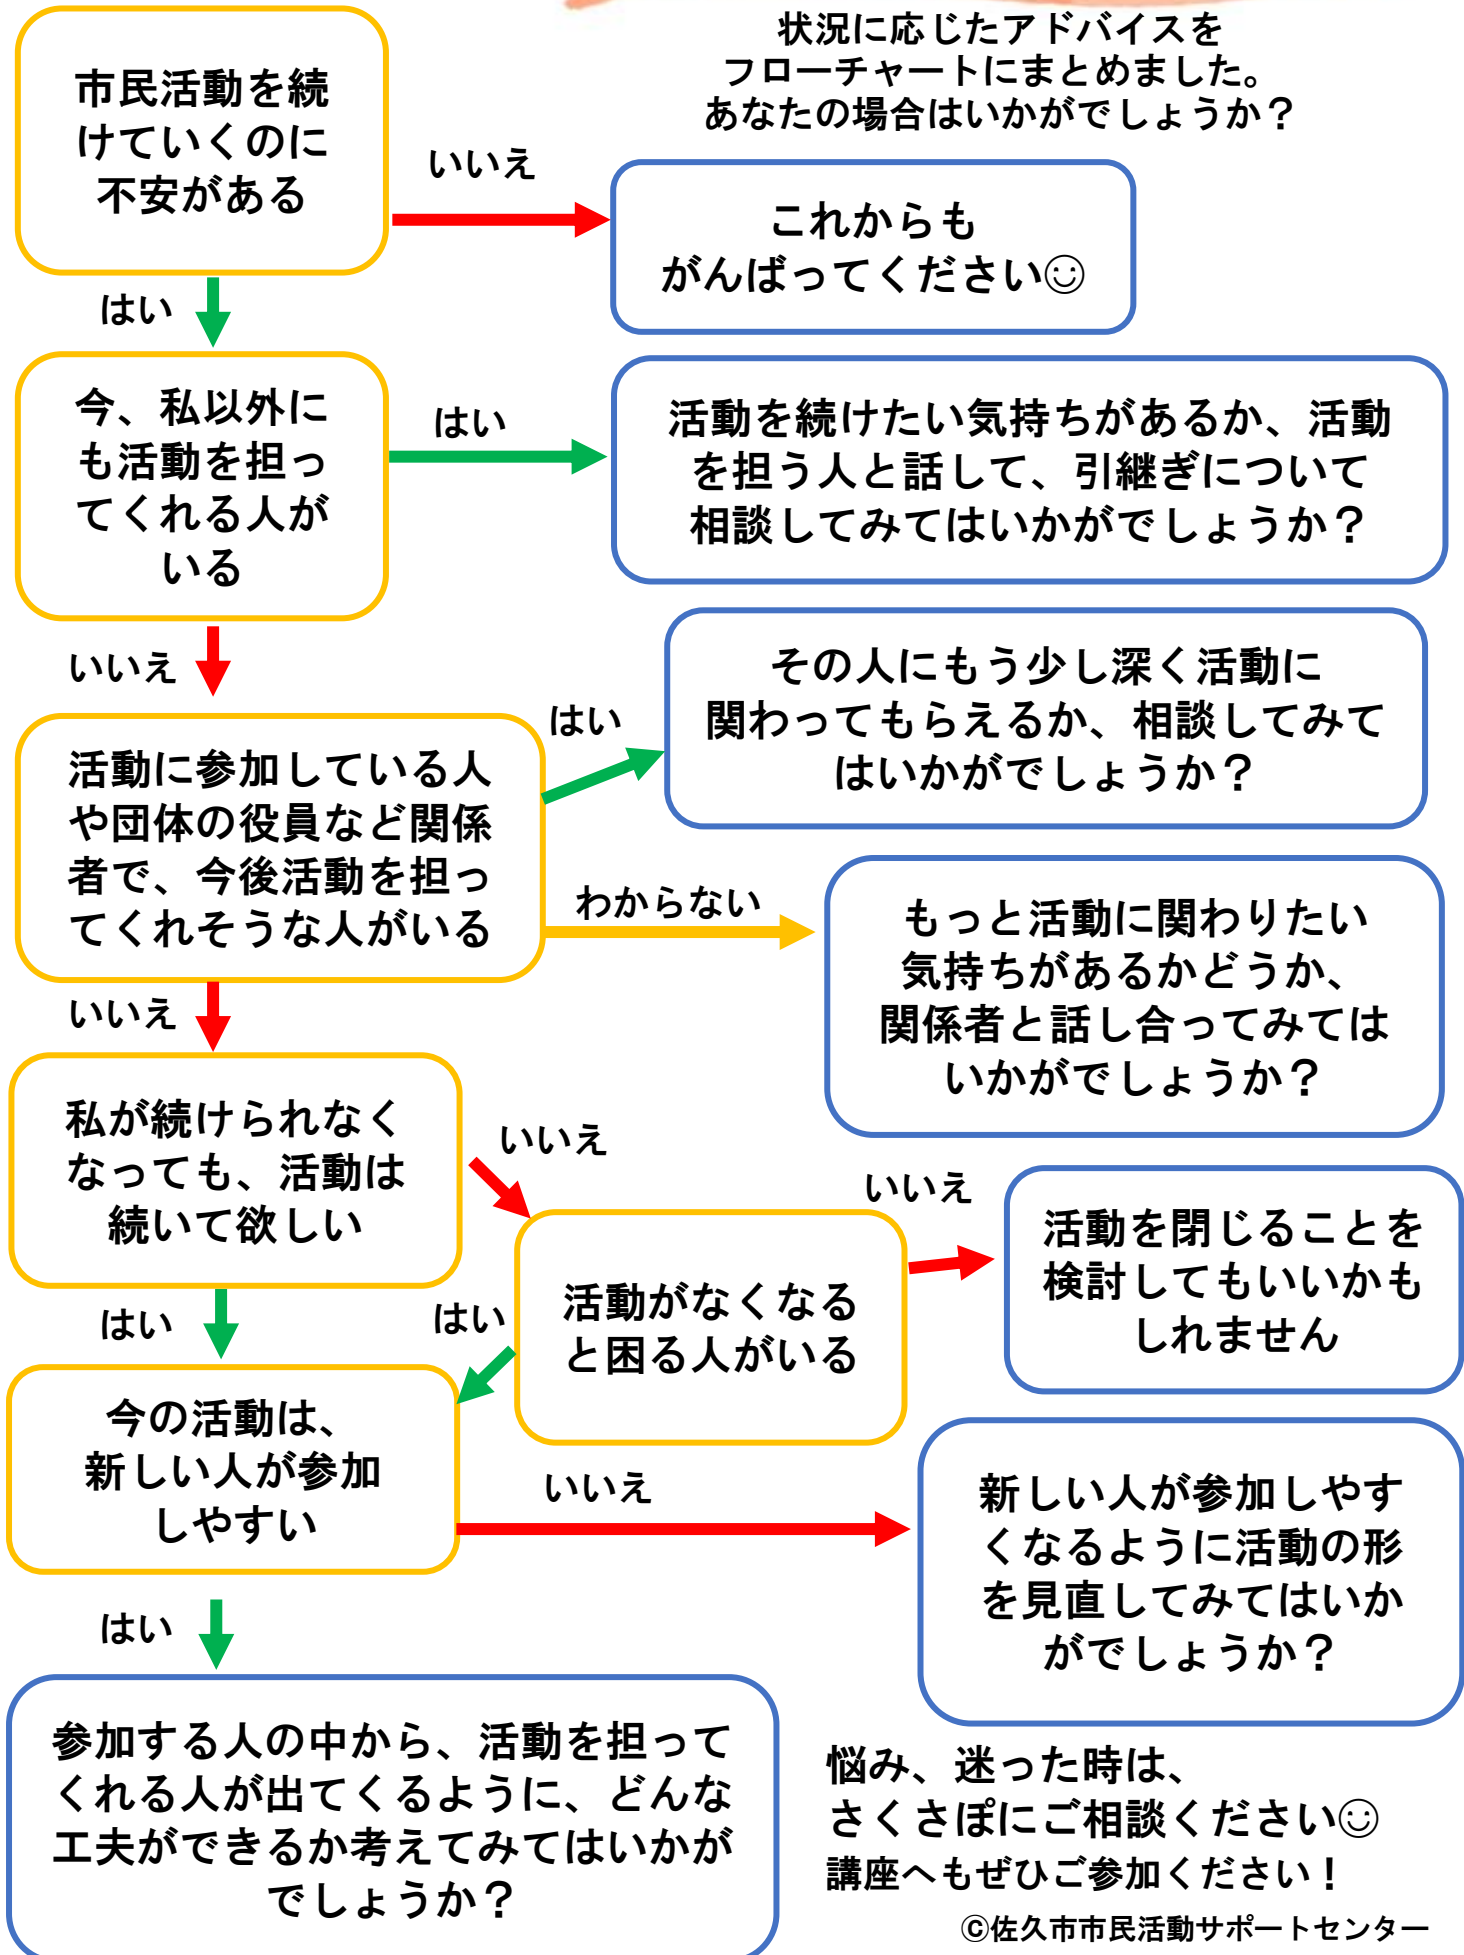 状況に応じたアドバイスを
フローチャートにまとめました。
あなたの場合はいかがでしょうか？
市民活動を続
けていくのに
不安がある
いいえ
これからも
がんばってください☺
はい
今、私以外に
も活動を担っ
てくれる人が
いる
はい
活動を続けたい気持ちがあるか、活動
を担う人と話して、引継ぎについて
相談してみてはいかがでしょうか？
いいえ
活動に参加している人
や団体の役員など関係
者で、今後活動を担っ
てくれそうな人がいる
はい
その人にもう少し深く活動に
関わってもらえるか、相談してみて
はいかがでしょうか？
わからない
もっと活動に関わりたい
気持ちがあるかどうか、
関係者と話し合ってみては
いかがでしょうか？
いいえ
私が続けられなく
なっても、活動は
続いて欲しい
いいえ
活動がなくなる
と困る人がいる
いいえ
活動を閉じることを
検討してもいいかも
しれません
はい
はい
今の活動は、
新しい人が参加
しやすい
いいえ
新しい人が参加しやす
くなるように活動の形
を見直してみてはいか
がでしょうか？
はい
参加する人の中から、活動を担って
くれる人が出てくるように、どんな
工夫ができるか考えてみてはいかが
でしょうか？
悩み、迷った時は、
さくさぽにご相談ください☺
講座へもぜひご参加ください！
©佐久市市民活動サポートセンター